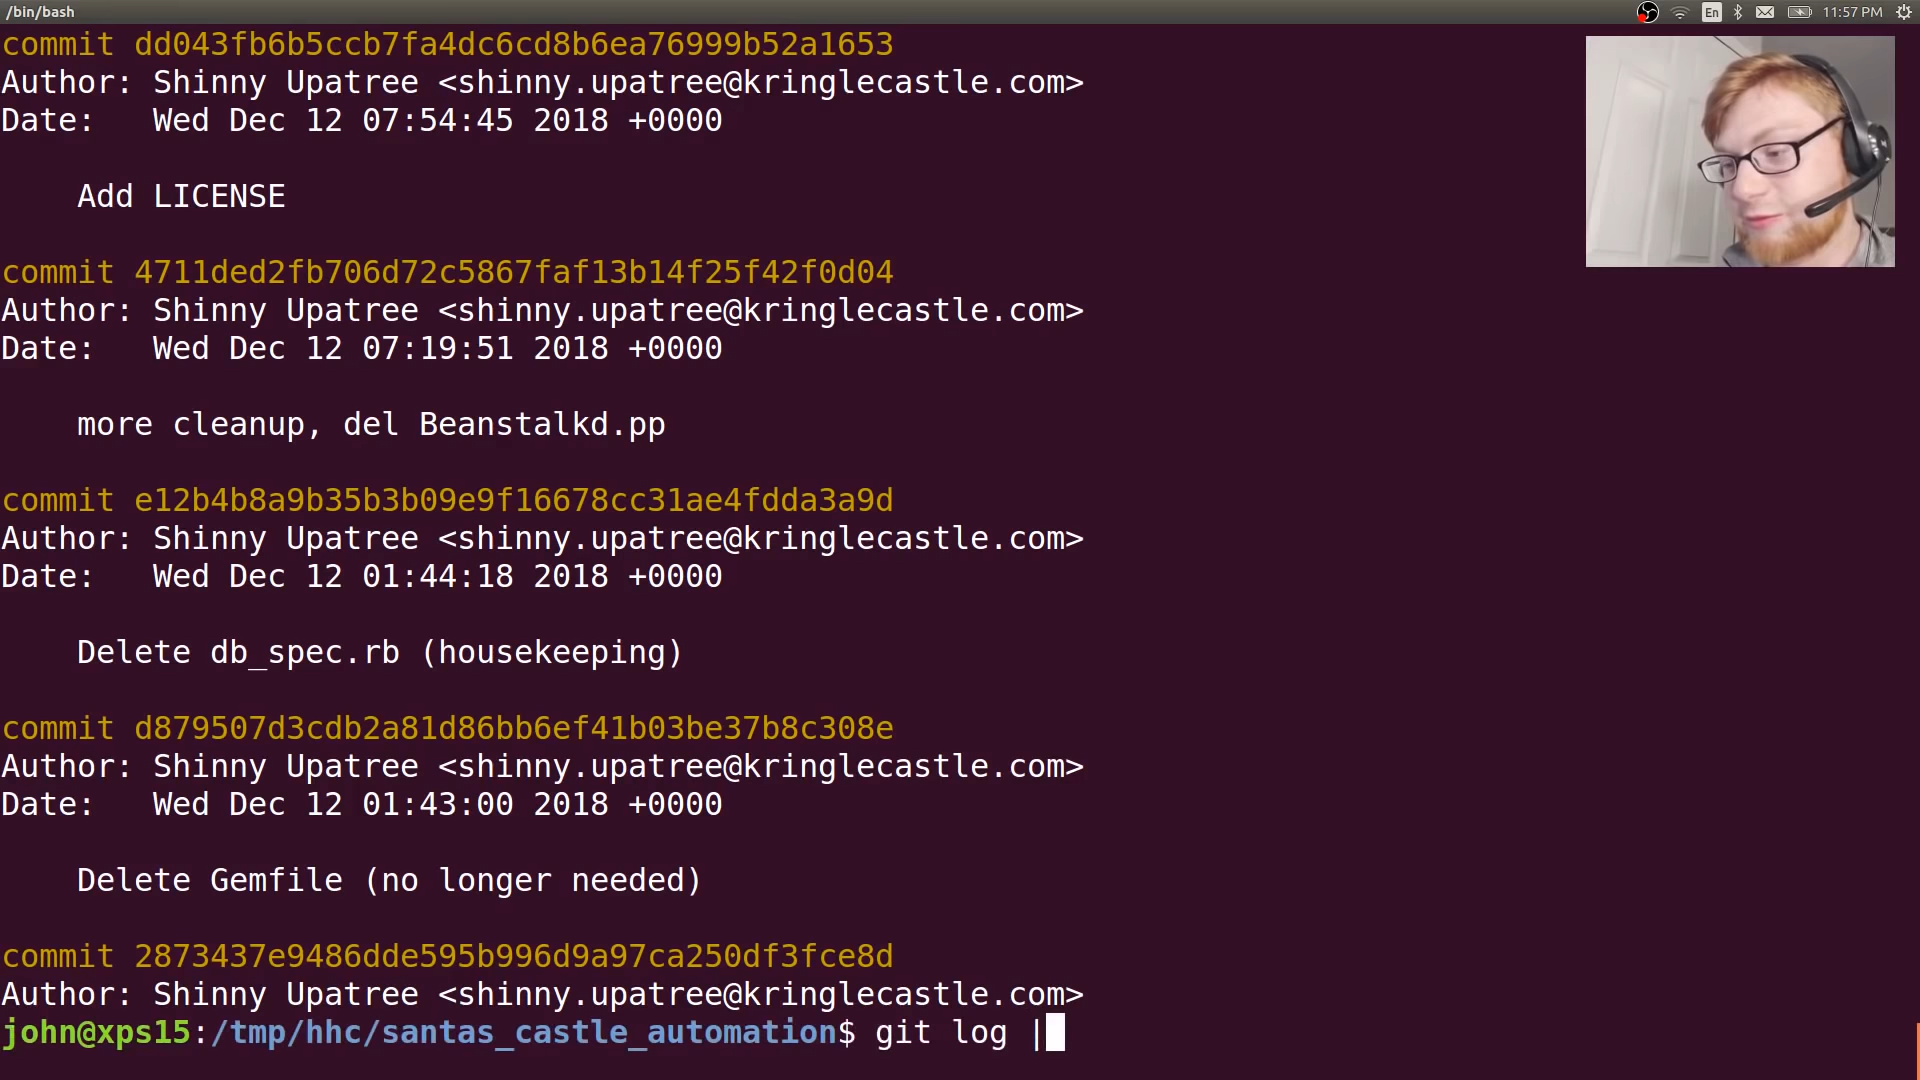 /bin/bash
En
11:57 PM
commit dd043fb6b5ccb7fa4dc6cd8b6ea76999b52a1653
Author: Shinny Upatree <shinny.upatree@kringlecastle.com>
Date:   Wed Dec 12 07:54:45 2018 +0000
Add LICENSE
commit 4711ded2fb706d72c5867faf13b14f25f42f0d04
Author: Shinny Upatree <shinny.upatree@kringlecastle.com>
Date:   Wed Dec 12 07:19:51 2018 +0000
more cleanup, del Beanstalkd.pp
commit e12b4b8a9b35b3b09e9f16678cc31ae4fdda3a9d
Author: Shinny Upatree <shinny.upatree@kringlecastle.com>
Date:   Wed Dec 12 01:44:18 2018 +0000
Delete db_spec.rb (housekeeping)
commit d879507d3cdb2a81d86bb6ef41b03be37b8c308e
Author: Shinny Upatree <shinny.upatree@kringlecastle.com>
Date:   Wed Dec 12 01:43:00 2018 +0000
Delete Gemfile (no longer needed)
commit 2873437e9486dde595b996d9a97ca250df3fce8d
Author: Shinny Upatree <shinny.upatree@kringlecastle.com>
john@xps15:/tmp/hhc/santas_castle_automation$ git log |